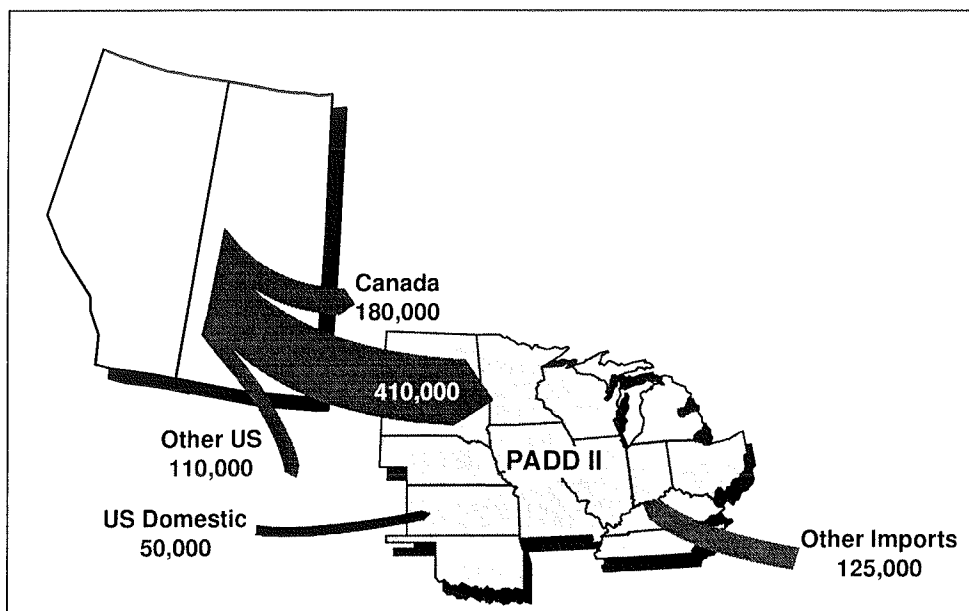 Canada
180,000
410,000
Other US
110,000
PADD II
US Domestic
50,000
Other Imports
125,000